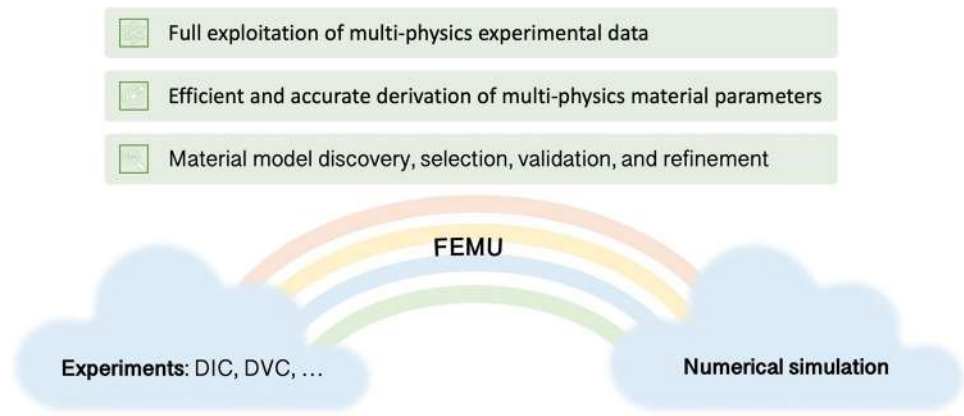 Full exploitation of multi-physics experimental data
Efficient and accurate derivation of multi-physics material parameters
Material model discovery, selection, validation, and refinement
FEMU
Experiments: DIC, DVC, ...
Numerical simulation